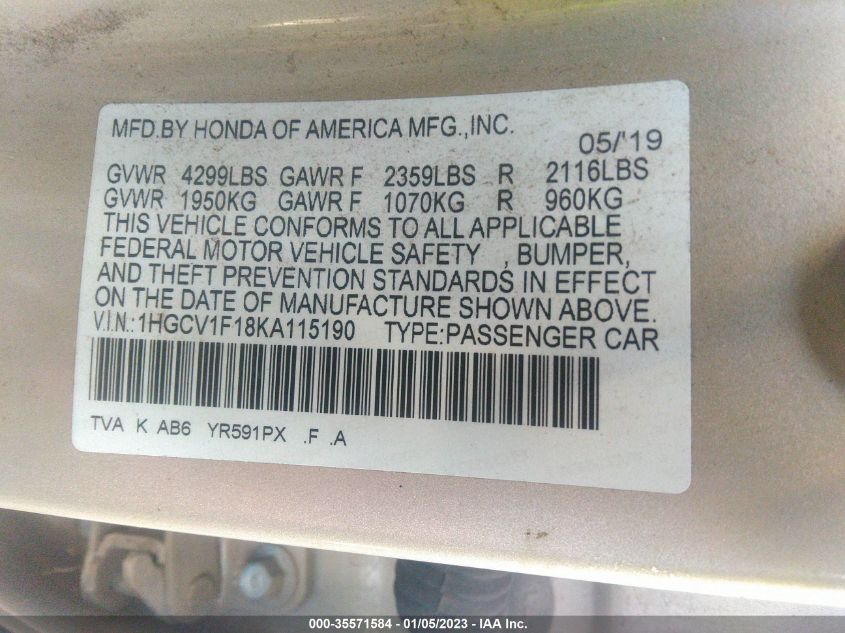 MFD.BY HONDA OF AMERICA MFG.,INC. 05/'19
GVWR 4299LBS GAWR F 2359LBS R 2116LBS
GVWR 1950KG GAWR F 1070KG R 960KG
THIS VEHICLE CONFORMS TO ALL APPLICABLE
FEDERAL MOTOR VEHICLE SAFETY , BUMPER,
AND THEFT PREVENTION STANDARDS IN EFFECT
ON THE DATE OF MANUFACTURE SHOWN ABOVE.
V.I.N.:1HGCV1F18KA115190 TYPE:PASSENGER CAR
TVA K AB6 YR591PX .F .A
000-35571584 - 01/05/2023 - IAA Inc.